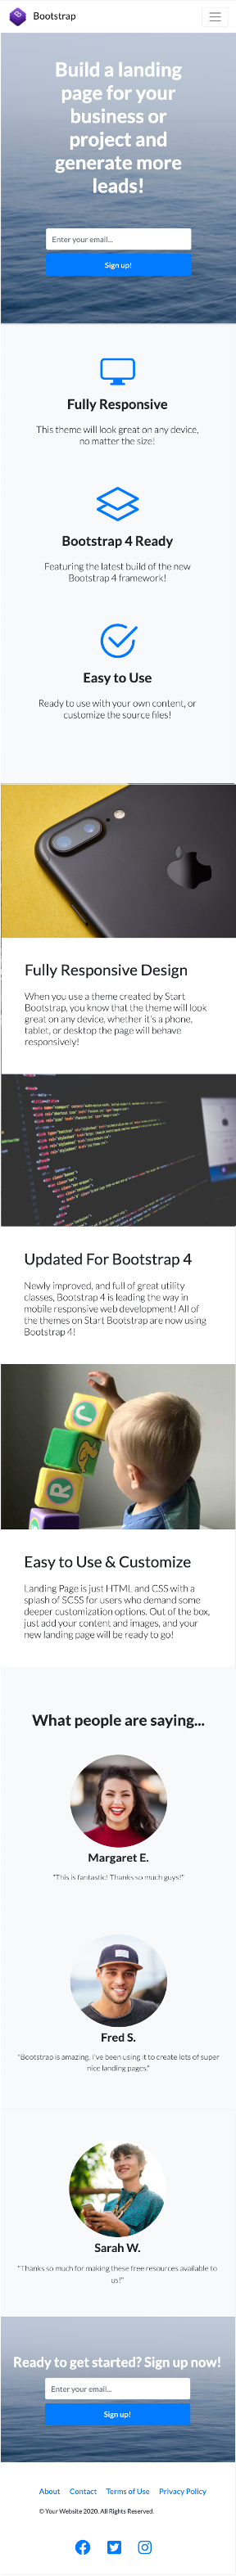 Bootstrap
Build a landing
page for your
business or
project and
generate more
leads!
Enter your email...
Sign up!
Fully Responsive
This theme will look great on any device,
no matter the size!
Bootstrap 4 Ready
Featuring the latest build of the new
Bootstrap 4 framework!
Easy to Use
Ready to use with your own content, or
customize the source files!
Fully Responsive Design
When you use a theme created by Start
Bootstrap, you know that the theme will look
great on any device, whether it's a phone,
tablet, or desktop the page will behave
responsively!
Updated For Bootstrap 4
Newly improved, and full of great utility
classes, Bootstrap 4 is leading the way in
mobile responsive web development! All of
the themes on Start Bootstrap are now using
Bootstrap 4!
Easy to Use & Customize
Landing Page is just HTML and CSS with a
splash of SCSS for users who demand some
deeper customization options. Out of the box,
just add your content and images, and your
new landing page will be ready to go!
What people are saying...
Margaret E.
"This is fantastic! Thanks so much guys!"
Fred S.
"Bootstrap is amazing. I've been using it to create lots of super
nice landing pages."
Sarah W.
"Thanks so much for making these free resources available to
us!"
Ready to get started? Sign up now!
Enter your email...
Sign up!
About Contact Terms of Use Privacy Policy
© Your Website 2020. All Rights Reserved.